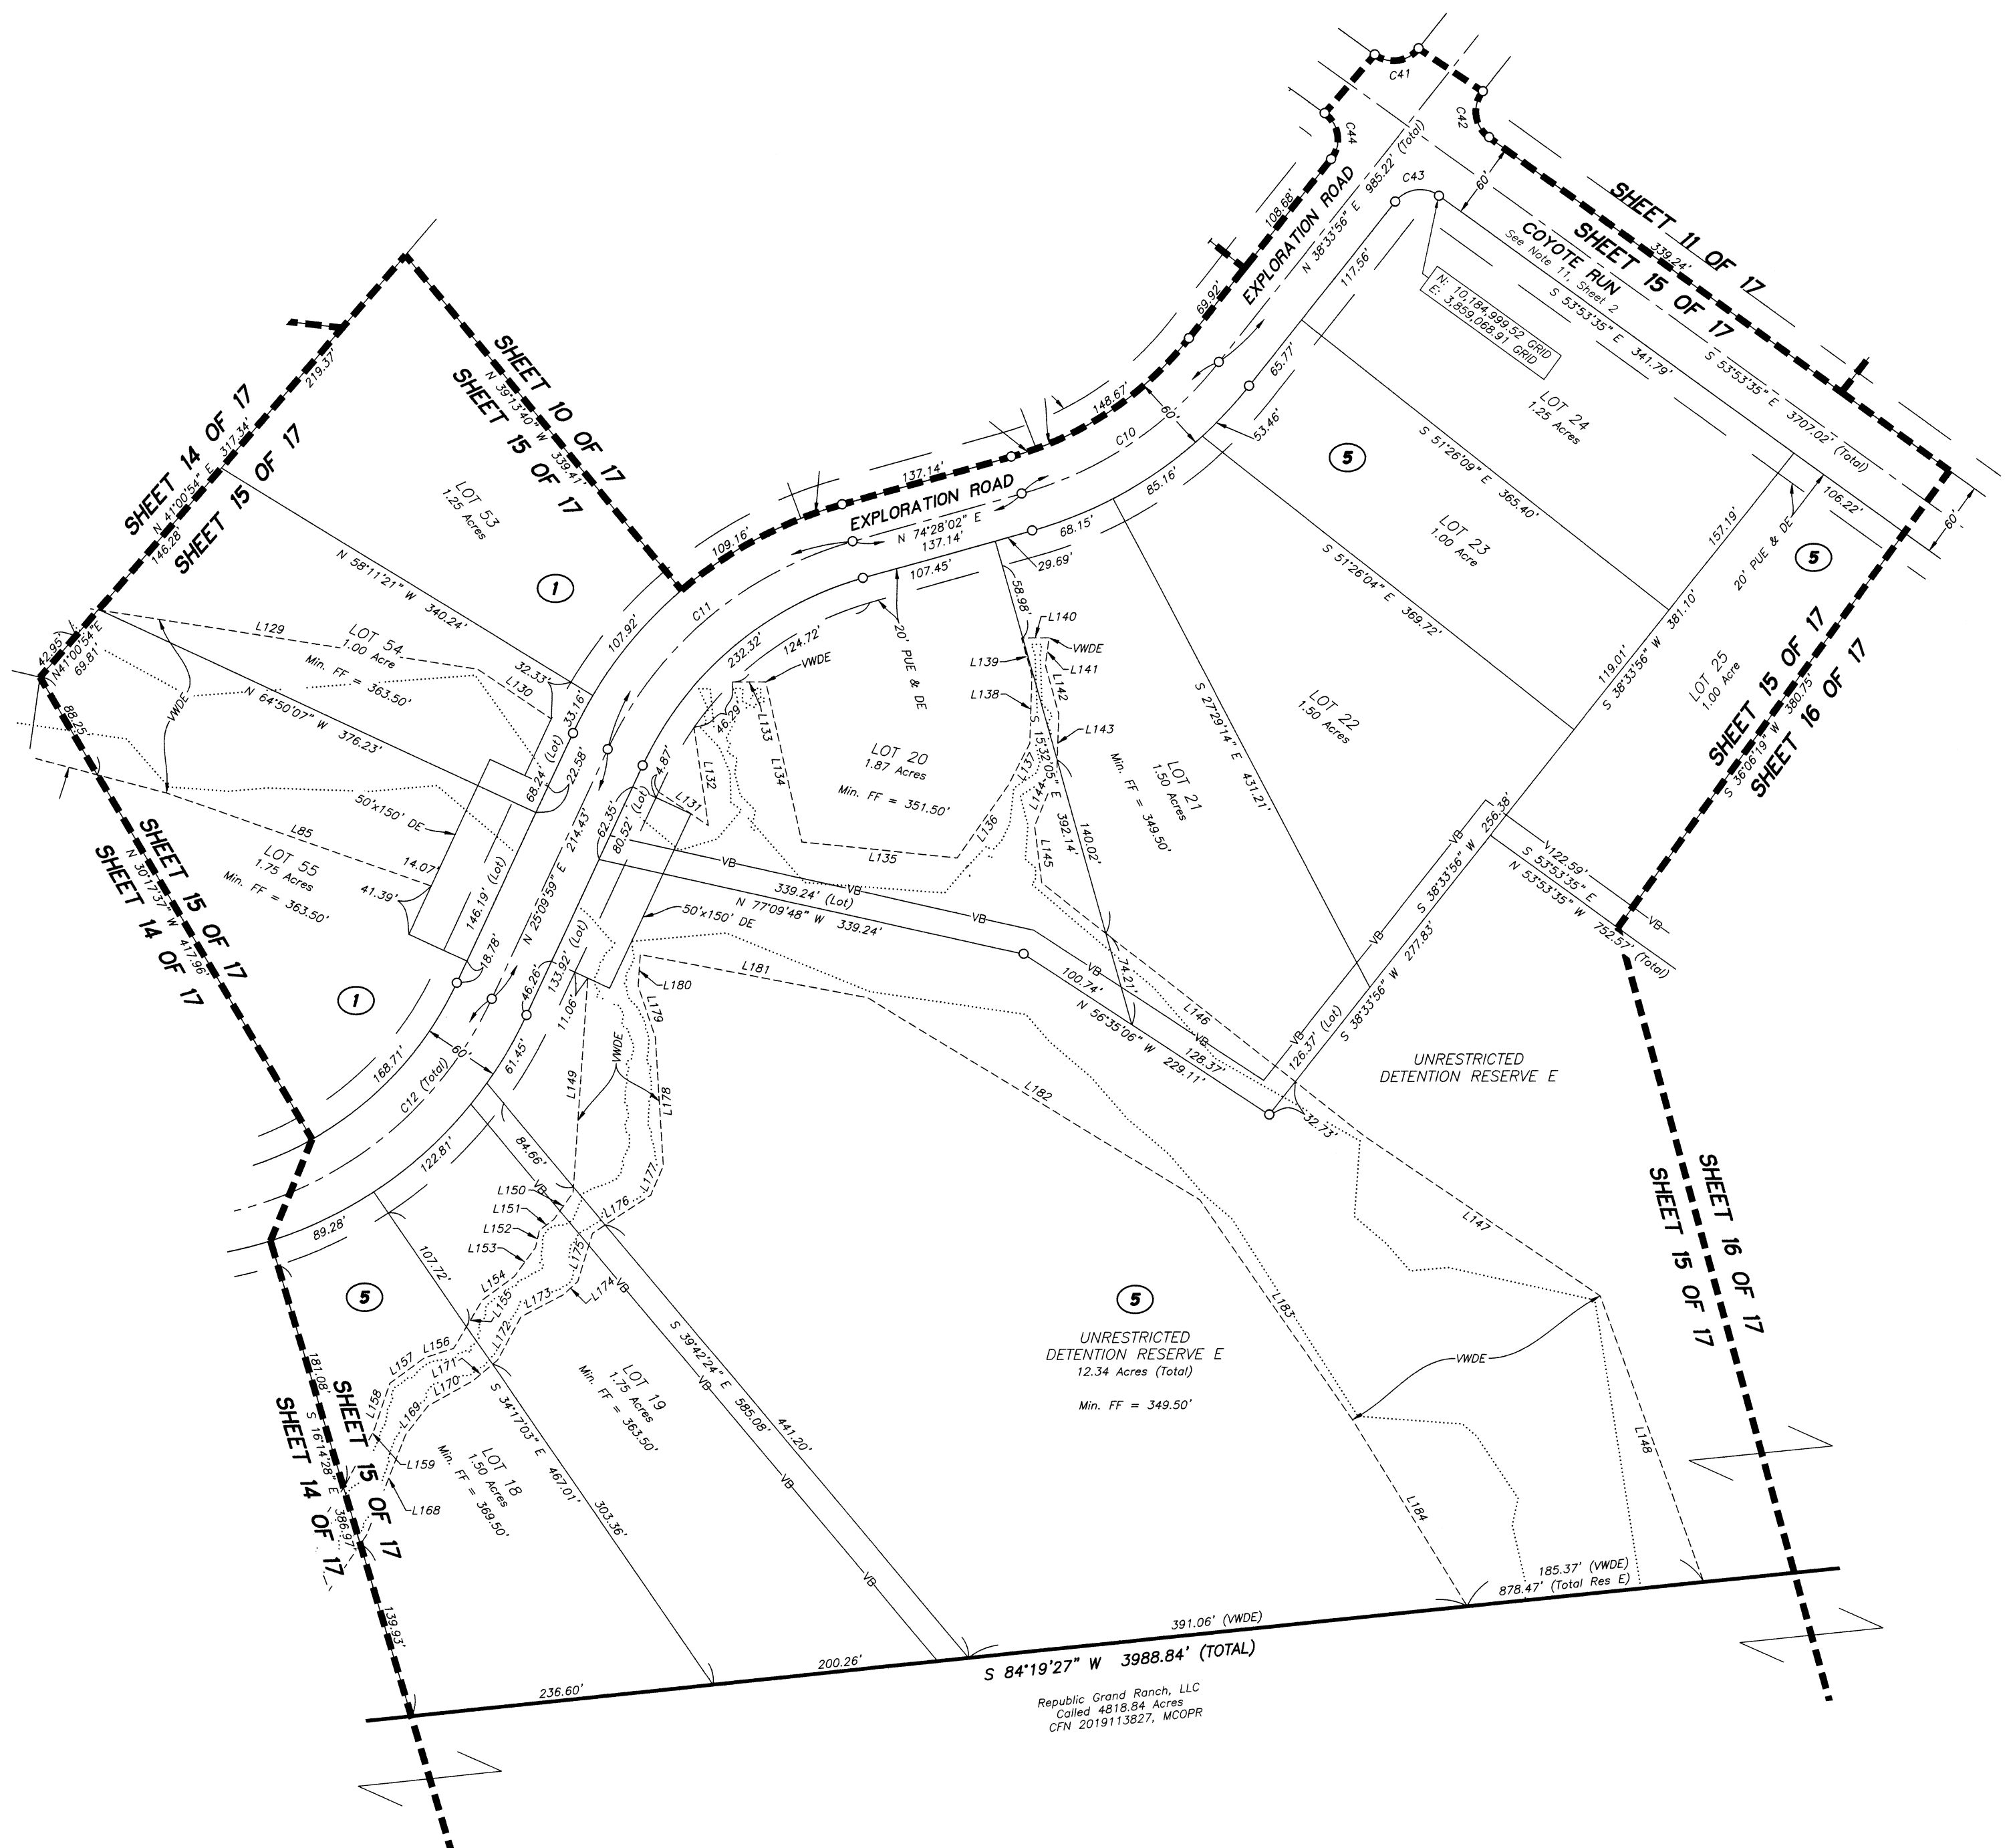 C41
C42
C44
C43
985.22' (Total)
N 38°33'56" E
EXPLORATION ROAD
108.68'
69.92'
117.56'
65.77'
60'
SHEET 11 OF 17
339.24'
SHEET 15 OF 17
COYOTE RUN
See Note 11, Sheet 2
S 53°53'35" E 341.79'
S 53°53'35" E 3707.02' (Total)
N: 10,184,999.52 GRID
E: 3,859,068.91 GRID
106.22'
60'
LOT 24
1.25 Acres
5
S 51°26'09" E 365.40'
157.19'
20' PUE & DE
5
SHEET 14 OF 17
219.37'
N 41°00'54" E 317.34'
146.28'
SHEET 15 OF 17
SHEET 10 OF 17
N 39°13'40" W 339.41'
SHEET 15 OF 17
LOT 53
1.25 Acres
N 58°11'21" W 340.24'
1
109.16'
137.14'
EXPLORATION ROAD
148.67'
C10
60'
53.46'
85.16'
68.15'
N 74°28'02" E
137.14'
107.45'
29.69'
C11
107.92'
232.32'
124.72'
20' PUE & DE
58.98'
LOT 23
1.00 Acre
S 51°26'04" E 369.72'
119.01'
S 38°33'56" W 381.10'
LOT 25
1.00 Acre
SHEET 15 OF 17
S 36°06'19" W 380.75'
SHEET 16 OF 17
42.95'
N41°00'54"E
69.81'
L129
LOT 54
1.00 Acre
Min. FF = 363.50'
L130
32.33'
33.16'
VWDE
N 64°50'07" W 376.23'
88.25'
68.24' (Lot)
22.58'
50'x150' DE
L85
LOT 55
1.75 Acres
Min. FF = 363.50'
14.07'
41.39'
146.19' (Lot)
18.78'
214.43'
N 25°09'59" E
62.35'
80.52' (Lot)
4.87'
L131
L132
46.29'
VWDE
L133
L134
LOT 20
1.87 Acres
Min. FF = 351.50'
L135
L136
L137
L138
L139
L140
VWDE
L141
L142
L143
L144
L145
S 15°32'05" E 392.14'
140.02'
LOT 21
1.50 Acres
Min. FF = 349.50'
S 27°29'14" E 431.21'
LOT 22
1.50 Acres
VB
VB
VB
VB
339.24' (Lot)
N 77°09'48" W 339.24'
50'x150' DE
74.21'
100.74'
N 56°35'06" W 229.11'
128.37'
L146
32.73'
VB
VB
VB
126.37' (Lot)
S 38°33'56" W 277.83'
S 38°33'56" W 256.38'
VB
122.59'
S 53°53'35" E
N 53°53'35" W
VB
752.57' (Total)
SHEET 15 OF 17
N 30°17'37" W 417.96'
SHEET 14 OF 17
1
168.71'
60'
C12 (Total)
46.26'
133.92' (Lot)
11.06'
61.45'
122.81'
89.28'
84.66'
L149
VWDE
L181
L180
L179
L178
L177
L176
L175
L174
L173
L172
L182
UNRESTRICTED
DETENTION RESERVE E
L147
SHEET 16 OF 17
SHEET 15 OF 17
VB
L150
L151
L152
L153
L154
L155
L156
L157
L158
L171
L170
L169
L159
L168
5
107.72'
VB
S 39°42'24" E 585.08'
VB
441.20'
VB
VB
LOT 19
1.75 Acres
Min. FF = 363.50'
S 34°17'03" E 467.01'
303.36'
LOT 18
1.50 Acres
Min. FF = 369.50'
181.08'
SHEET 15 OF 17
S 16°14'28" E 386.97'
SHEET 14 OF 17
139.93'
5
UNRESTRICTED
DETENTION RESERVE E
12.34 Acres (Total)
Min. FF = 349.50'
L183
VWDE
L184
L148
185.37' (VWDE)
878.47' (Total Res E)
391.06' (VWDE)
S 84°19'27" W 3988.84' (TOTAL)
200.26'
236.60'
Republic Grand Ranch, LLC
Called 4818.84 Acres
CFN 2019113827, MCOPR